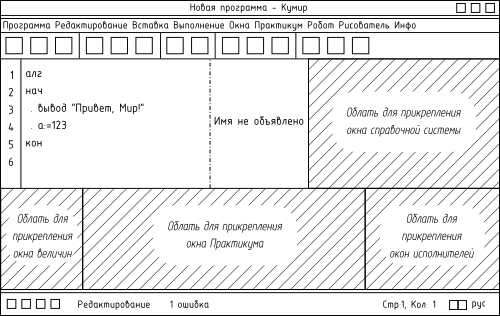 Новая программа - Кумир
Программа Редактирование Вставка Выполнение Окна Практикум Робот Рисователь Инфо
1 алг
2 нач
3 . вывод "Привет, Мир!"
4 . а:=123
5 кон
6
Имя не объявлено
Облать для прикрепления
окна справочной системы
Облать для
прикрепления
окна величин
Облать для прикрепления
окна Практикума
Облать для
прикрепления
окон исполнителей
Редактирование 1 ошибка Стр:1, Кол: 1 рус